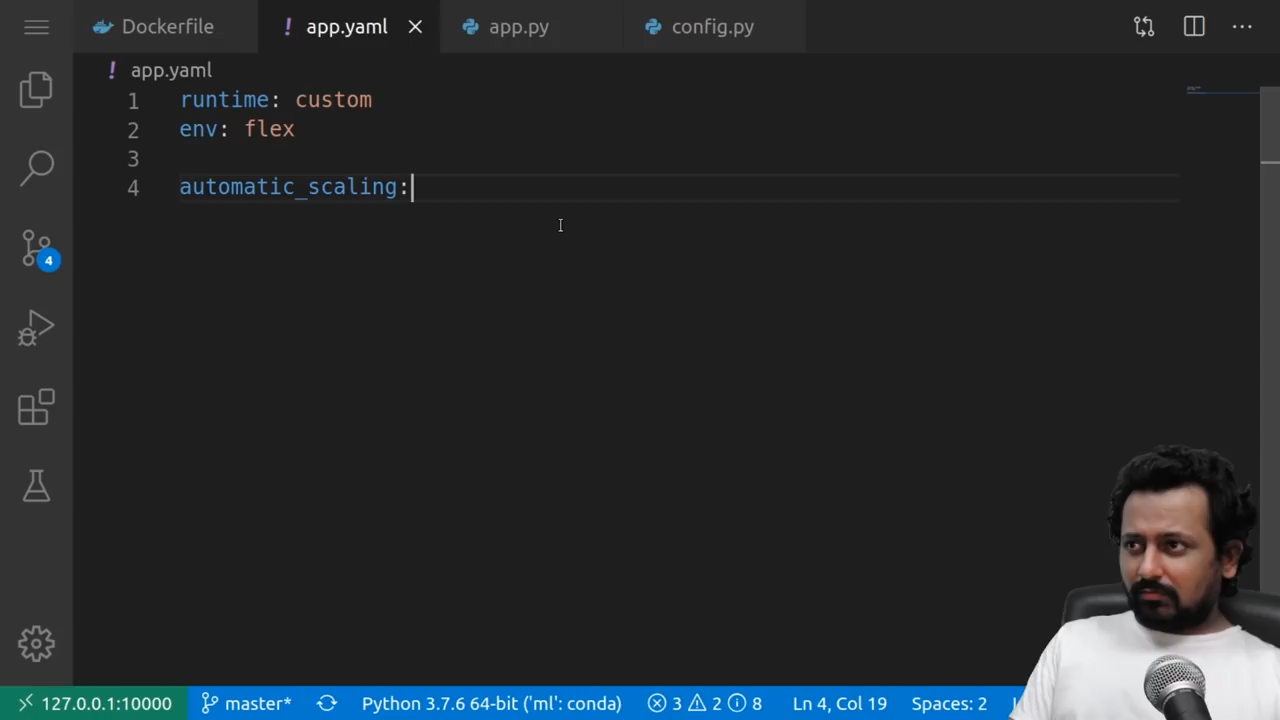 Dockerfile
! app.yaml
app.py
config.py
! app.yaml
1 runtime: custom
2 env: flex
3
4 automatic_scaling:
4
127.0.0.1:10000
master*
Python 3.7.6 64-bit ('ml': conda)
3 2 8
Ln 4, Col 19
Spaces: 2